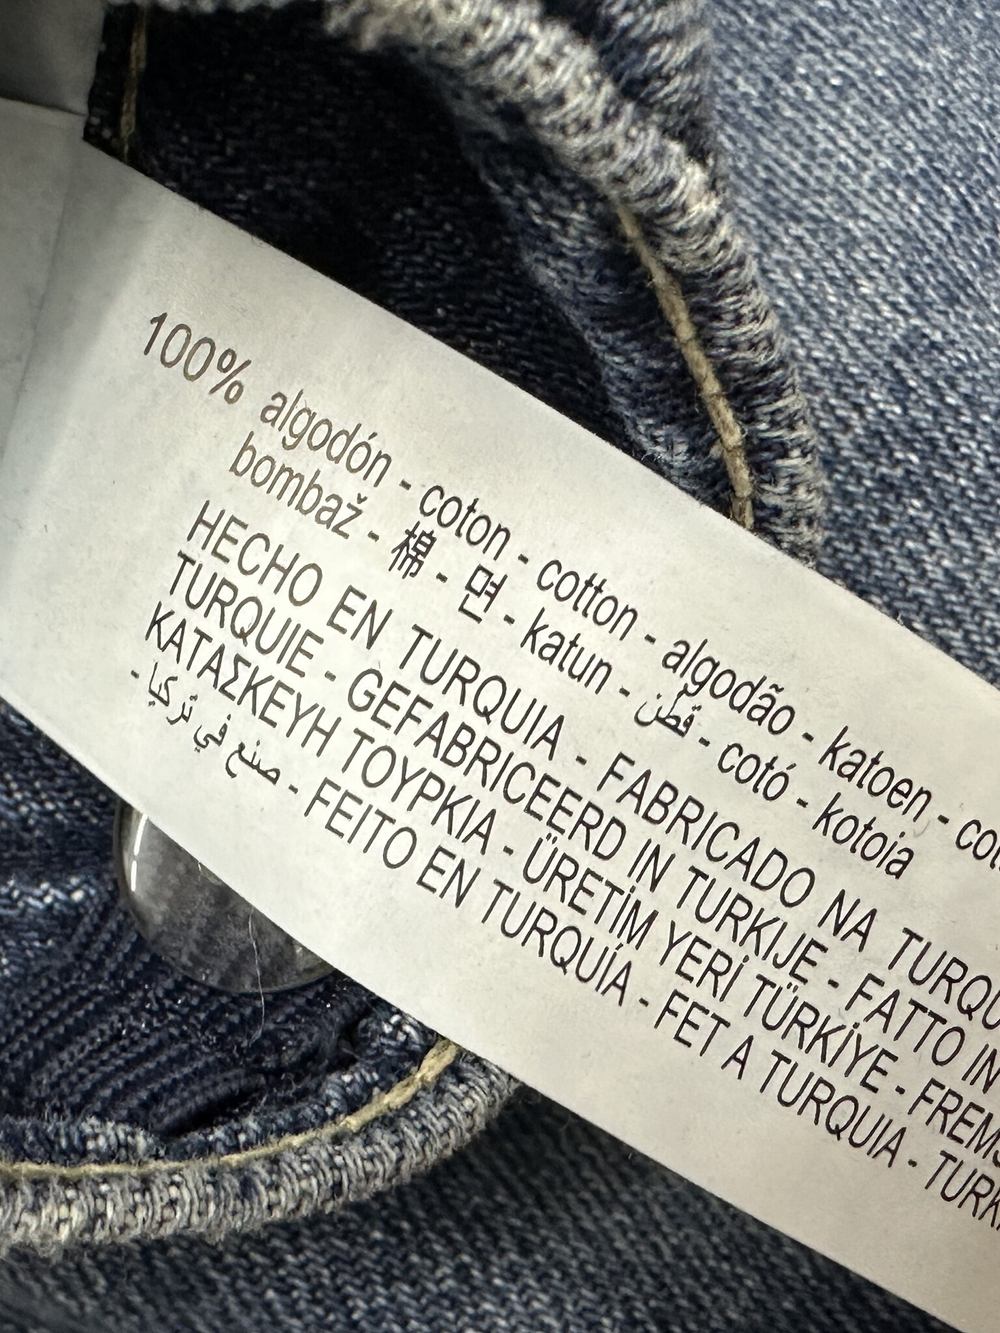 100% algodón - coton - cotton - algodão - katoen -
bombaž - 棉 - 면 - katun - قطن - cotó - kotoia
HECHO EN TURQUIA - FABRICADO NA
TURQUIE - GEFABRICEERD IN TURKIJE - FATTO IN
ΚΑΤΑΣΚΕΥΗ ΤΟΥΡΚΙΑ - ÜRETİM YERİ TÜRKİYE -
- صنع في تركيا - FEITO EN TURQUÍA - FET A TURQUIA -